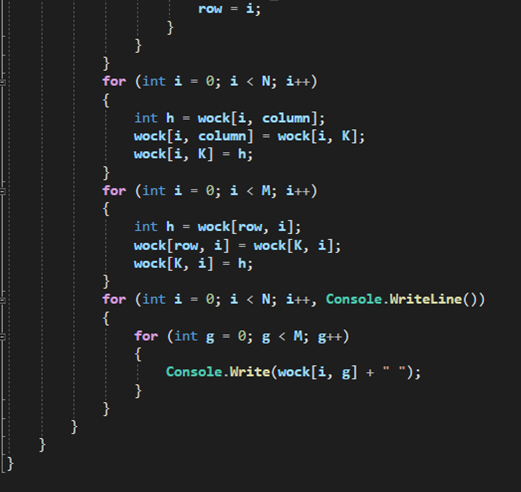 row = i;
}
}
}
for (int i = 0; i < N; i++)
{
int h = wock[i, column];
wock[i, column] = wock[i, K];
wock[i, K] = h;
}
for (int i = 0; i < M; i++)
{
int h = wock[row, i];
wock[row, i] = wock[K, i];
wock[K, i] = h;
}
for (int i = 0; i < N; i++, Console.WriteLine())
{
for (int g = 0; g < M; g++)
{
Console.Write(wock[i, g] + " ");
}
}
}
}
}